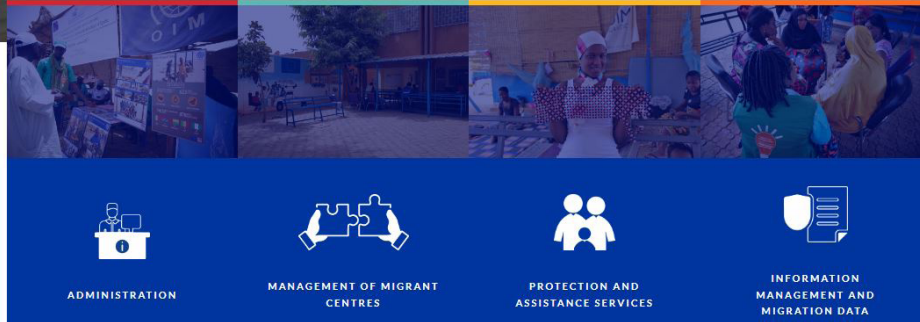 OIM
ADMINISTRATION
MANAGEMENT OF MIGRANT
CENTRES
PROTECTION AND
ASSISTANCE SERVICES
INFORMATION
MANAGEMENT AND
MIGRATION DATA